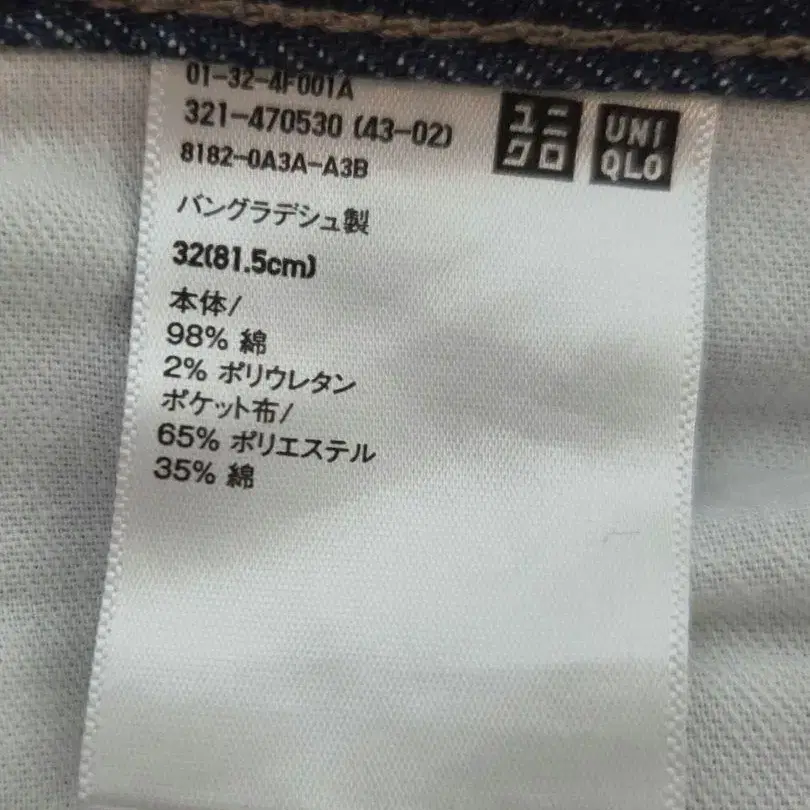 01-32-4F001A
321-470530 (43-02)
8182-0A3A-A3B
ユニ
クロ
UNI
QLO
バングラデシュ製
32(81.5cm)
本体/
98% 綿
2% ポリウレタン
ポケット布/
65% ポリエステル
35% 綿